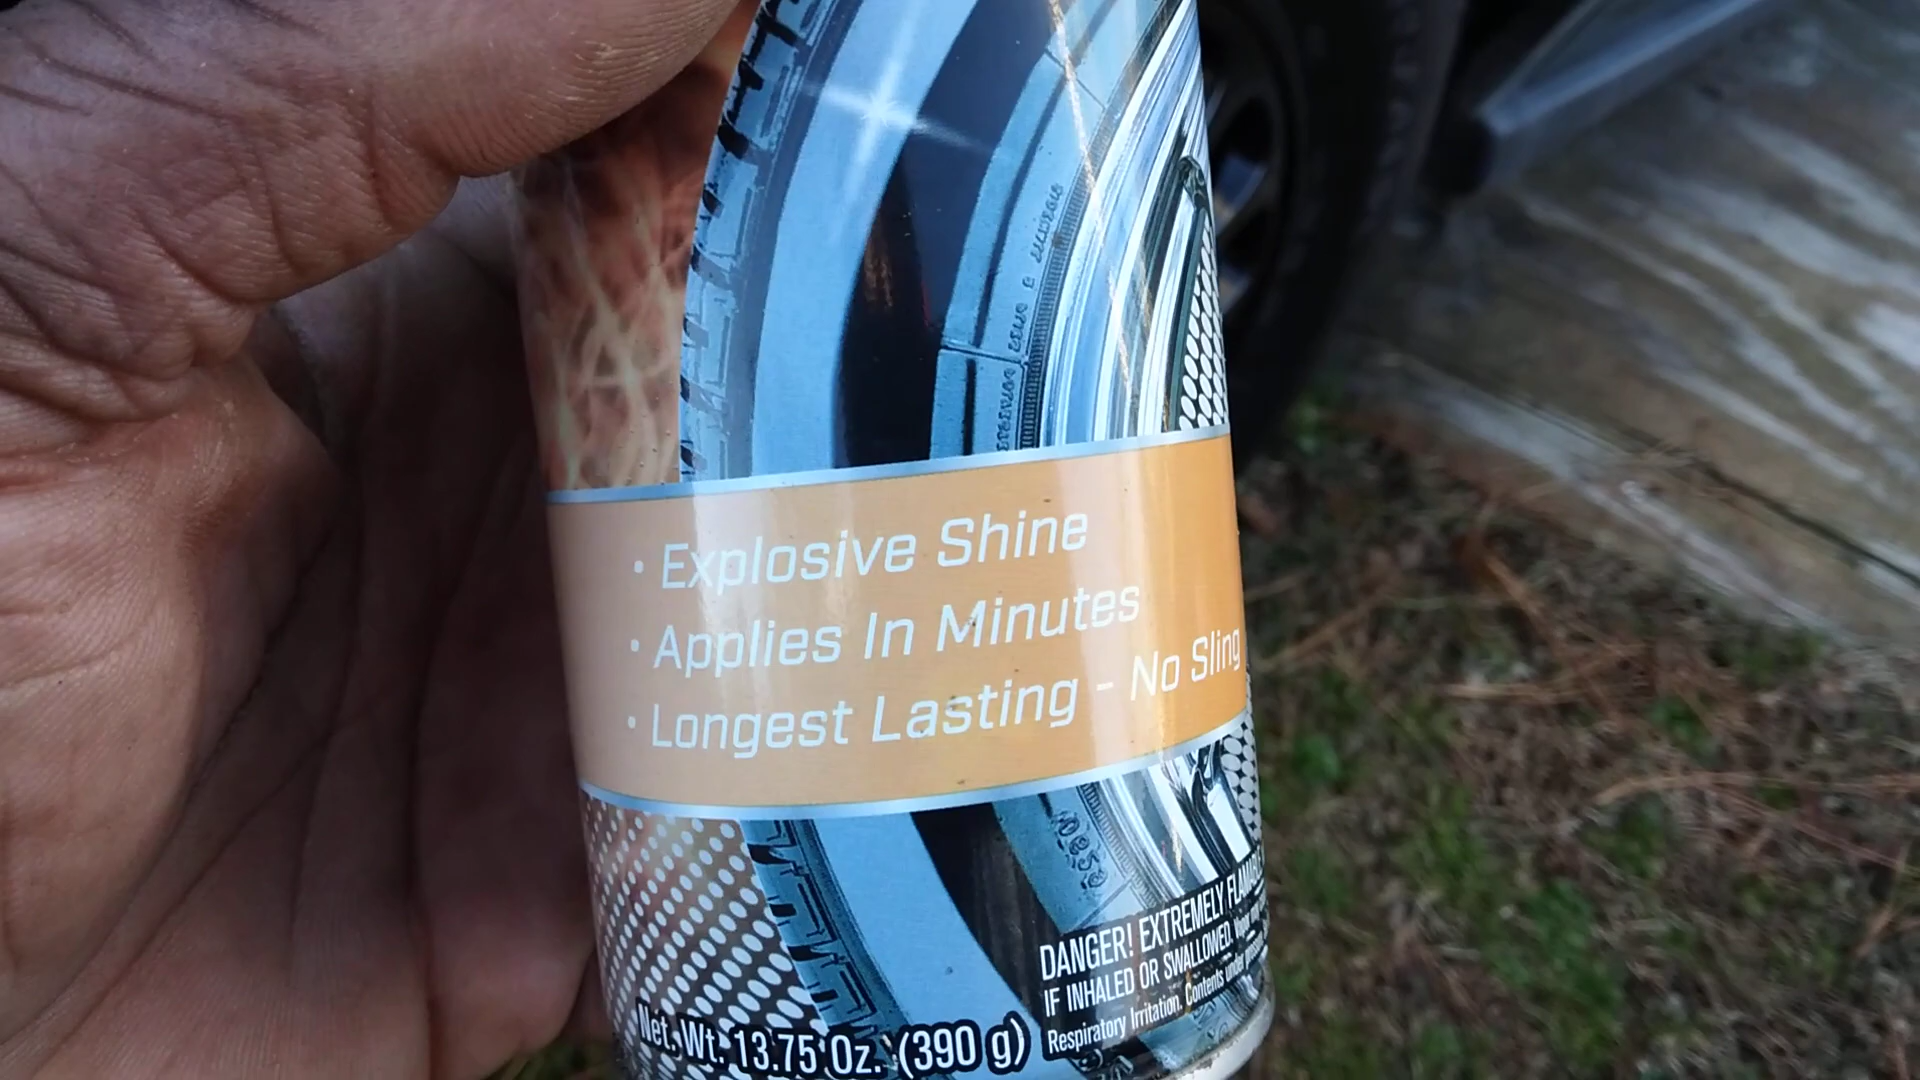 · Explosive Shine
· Applies In Minutes
· Longest Lasting - No Sling
DANGER! EXTREMELY
IF INHALED OR SWALLOWED.
Respiratory Irritation. Contents under
Net. Wt. 13.75 Oz. (390 g)